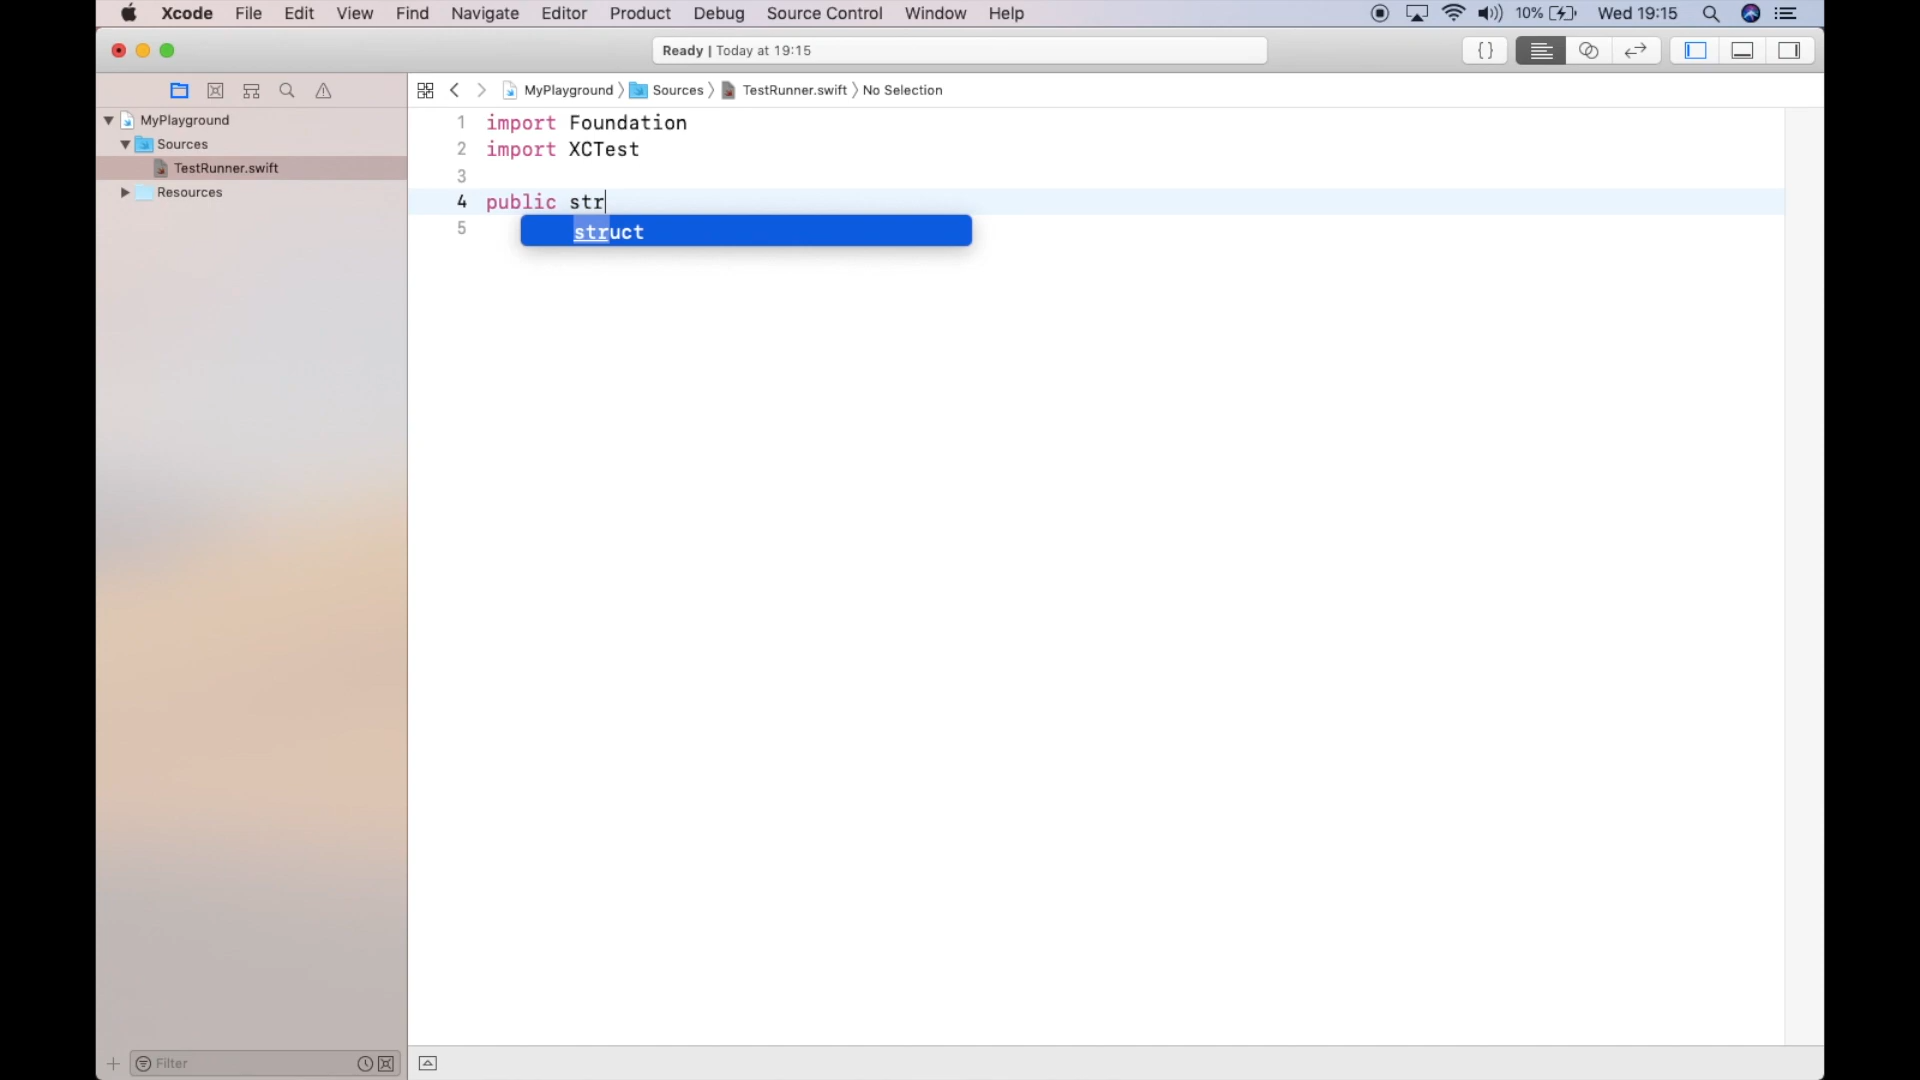 Xcode File Edit View Find Navigate Editor Product Debug Source Control Window Help 10% Wed 19:15
Ready | Today at 19:15 { }
MyPlayground
Sources
TestRunner.swift
Resources
Filter
MyPlayground Sources TestRunner.swift No Selection
1 import Foundation
2 import XCTest
3
4 public str
struct
5